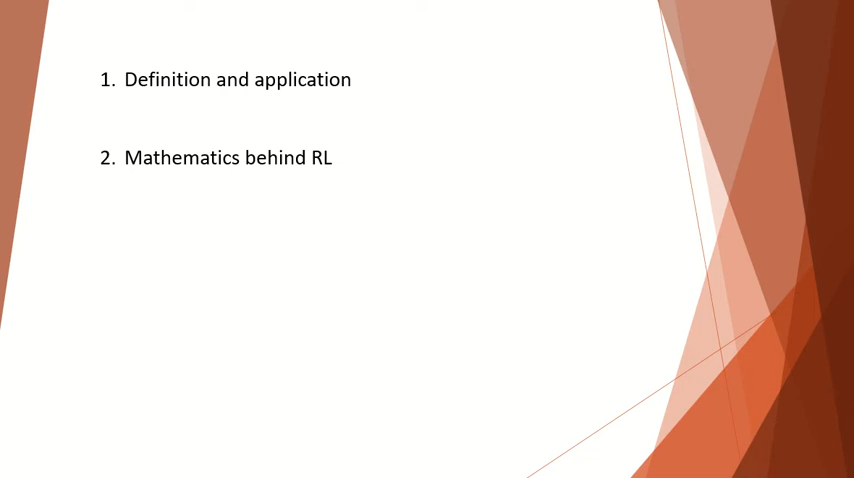 1. Definition and application
2. Mathematics behind RL